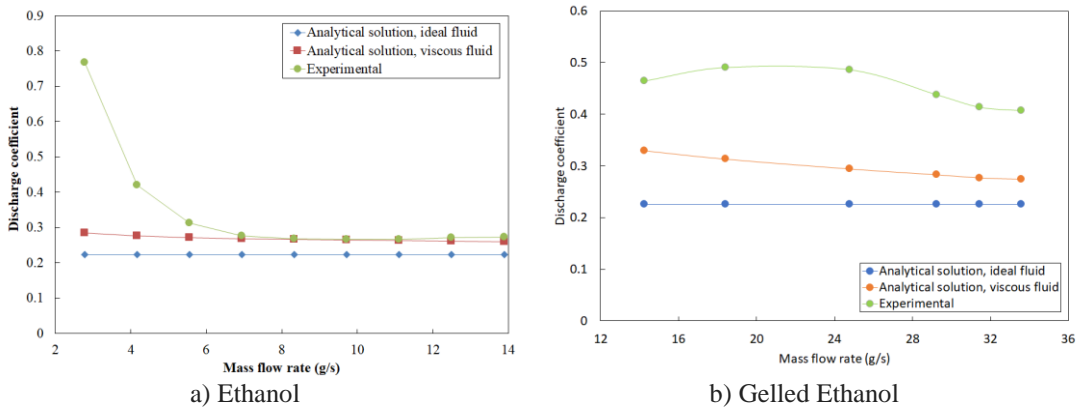 0.9
0.8
0.7
0.6
0.5
0.4
0.3
0.2
0.1
0
Discharge coefficient
Analytical solution, ideal fluid
Analytical solution, viscous fluid
Experimental
2 4 6 8 10 12 14
Mass flow rate (g/s)
a) Ethanol
0.6
0.5
0.4
0.3
0.2
0.1
0
Discharge coefficient
Analytical solution, ideal fluid
Analytical solution, viscous fluid
Experimental
12 16 20 24 28 32 36
Mass flow rate (g/s)
b) Gelled Ethanol